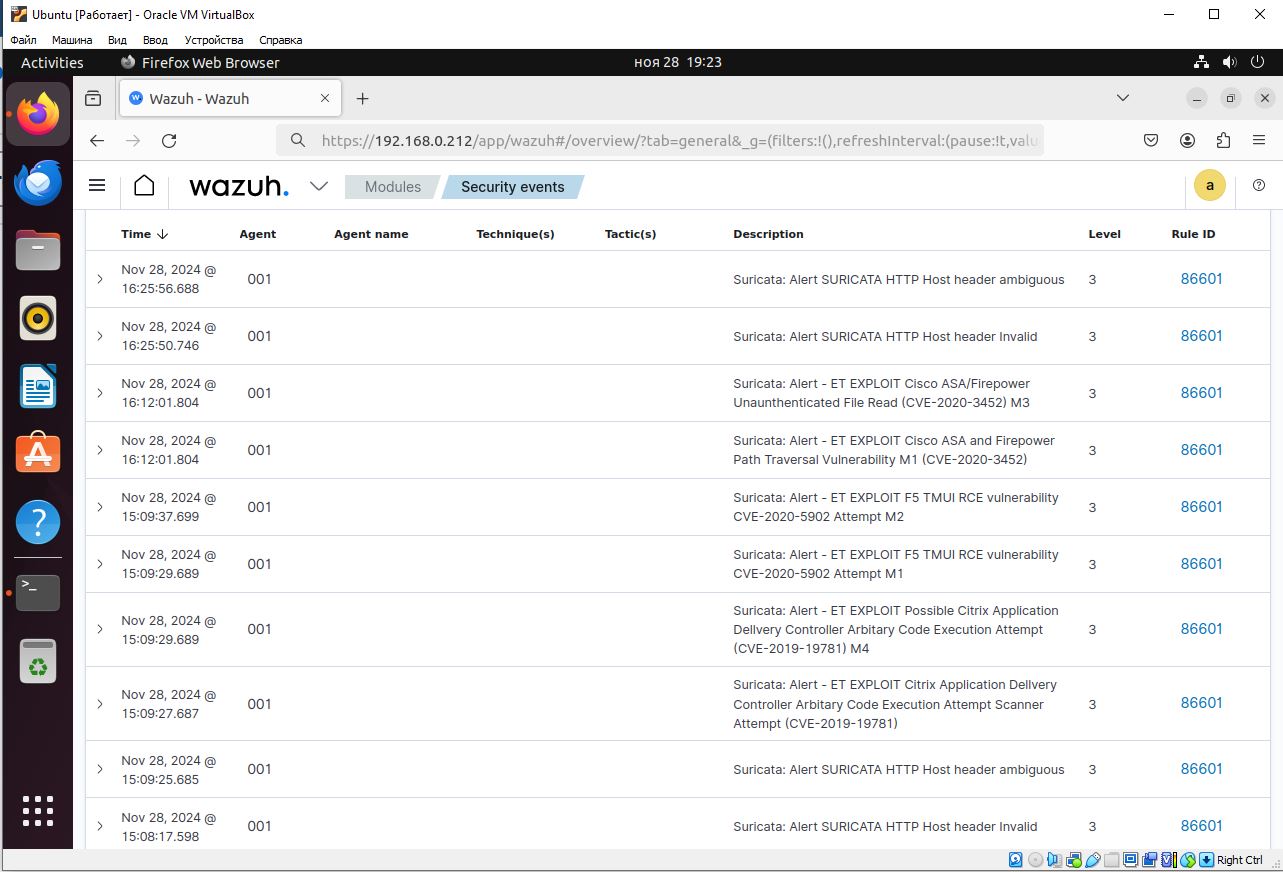 Ubuntu [Работает] - Oracle VM VirtualBox
Файл Машина Вид Ввод Устройства Справка
Activities Firefox Web Browser ноя 28 19:23
Wazuh - Wazuh
https://192.168.0.212/app/wazuh#/overview/?tab=general&_g=(filters:!(),refreshInterval:(pause:!t,valu
wazuh. Modules Security events a
Time Agent Agent name Technique(s) Tactic(s) Description Level Rule ID
Nov 28, 2024 @
16:25:56.688
001 Suricata: Alert SURICATA HTTP Host header ambiguous 3 86601
Nov 28, 2024 @
16:25:50.746
001 Suricata: Alert SURICATA HTTP Host header Invalid 3 86601
Nov 28, 2024 @
16:12:01.804
001
Suricata: Alert - ET EXPLOIT Cisco ASA/Firepower
Unaunthenticated File Read (CVE-2020-3452) M3
3 86601
Nov 28, 2024 @
16:12:01.804
001
Suricata: Alert - ET EXPLOIT Cisco ASA and Firepower
Path Traversal Vulnerability M1 (CVE-2020-3452)
3 86601
Nov 28, 2024 @
15:09:37.699
001
Suricata: Alert - ET EXPLOIT F5 TMUI RCE vulnerability
CVE-2020-5902 Attempt M2
3 86601
Nov 28, 2024 @
15:09:29.689
001
Suricata: Alert - ET EXPLOIT F5 TMUI RCE vulnerability
CVE-2020-5902 Attempt M1
3 86601
Nov 28, 2024 @
15:09:29.689
001
Suricata: Alert - ET EXPLOIT Possible Citrix Application
Dellvery Controller Arbitary Code Execution Attempt
(CVE-2019-19781) M4
3 86601
Nov 28, 2024 @
15:09:27.687
001
Suricata: Alert - ET EXPLOIT Citrix Application Dellvery
Controller Arbitary Code Execution Attempt Scanner
Attempt (CVE-2019-19781)
3 86601
Nov 28, 2024 @
15:09:25.685
001 Suricata: Alert SURICATA HTTP Host header ambiguous 3 86601
Nov 28, 2024 @
15:08:17.598
001 Suricata: Alert SURICATA HTTP Host header Invalid 3 86601
Right Ctrl